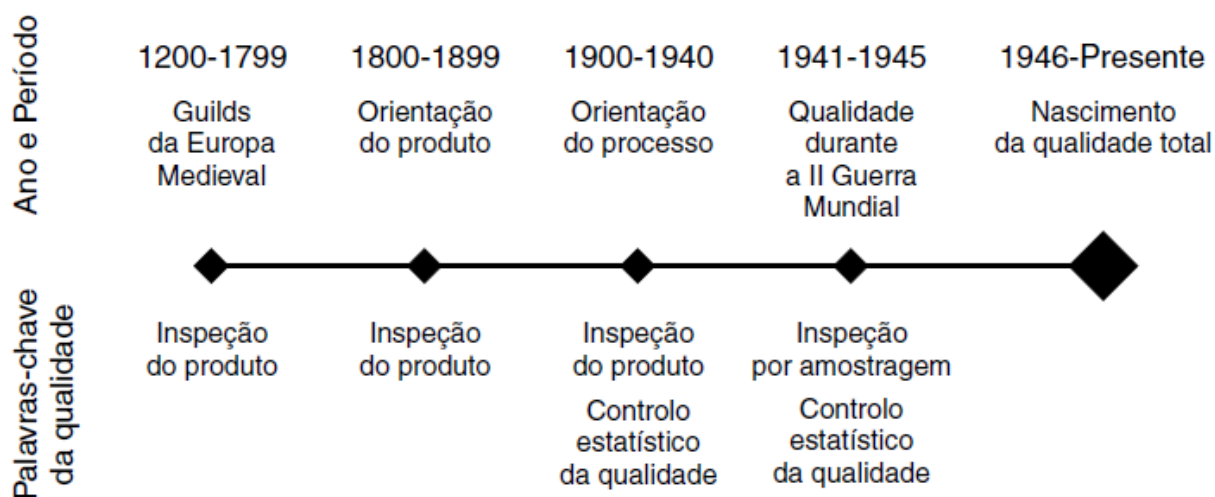 Ano e Período
1200-1799
Guilds
da Europa
Medieval
1800-1899
Orientação
do produto
1900-1940
Orientação
do processo
1941-1945
Qualidade
durante
a II Guerra
Mundial
1946-Presente
Nascimento
da qualidade total
Palavras-chave
da qualidade
Inspeção
do produto
Inspeção
do produto
Inspeção
do produto
Controlo
estatístico
da qualidade
Inspeção
por amostragem
Controlo
estatístico
da qualidade